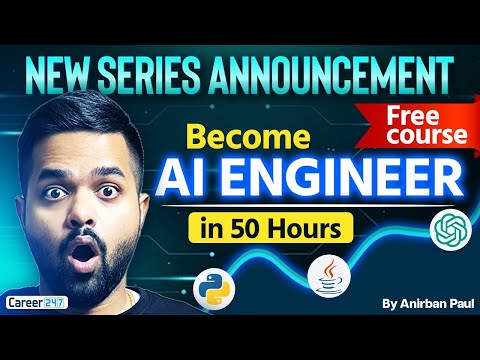 NEW SERIES ANNOUNCEMENT
Free
course
Become
AI ENGINEER
in 50 Hours
Career 247
By Anirban Paul